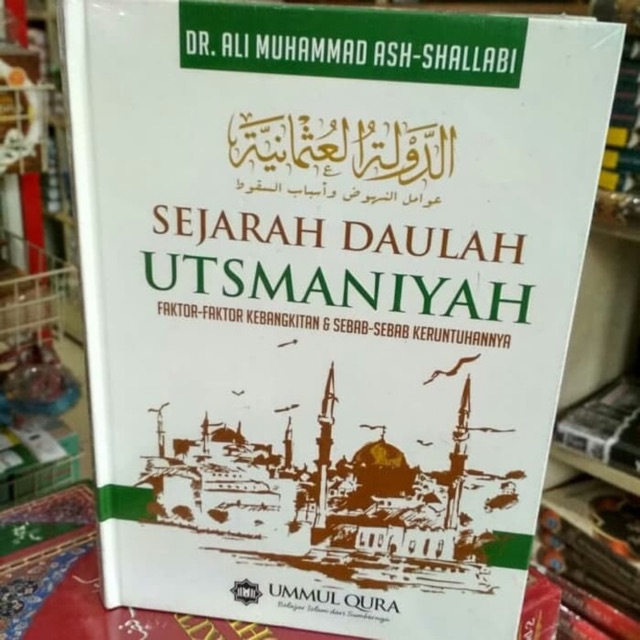 DR. ALI MUHAMMAD ASH-SHALLABI
الدولة العثمانية
عوامل النهوض وأسباب السقوط
SEJARAH DAULAH
UTSMANIYAH
FAKTOR-FAKTOR KEBANGKITAN & SEBAB-SEBAB KERUNTUHANNYA
UMMUL QURA
Belajar Islam dari Sumbernya